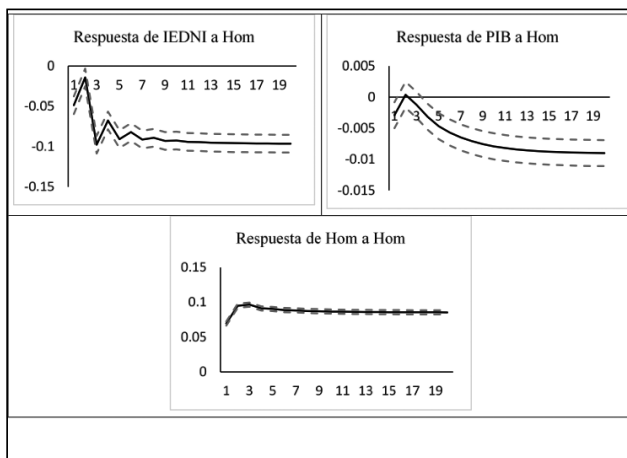 Respuesta de IEDNI a Hom
0
1 3 5 7 9 11 13 15 17 19
-0.05
-0.1
-0.15
Respuesta de PIB a Hom
0.005
0
1 3 5 7 9 11 13 15 17 19
-0.005
-0.01
-0.015
Respuesta de Hom a Hom
0.15
0.1
0.05
0
1 3 5 7 9 11 13 15 17 19